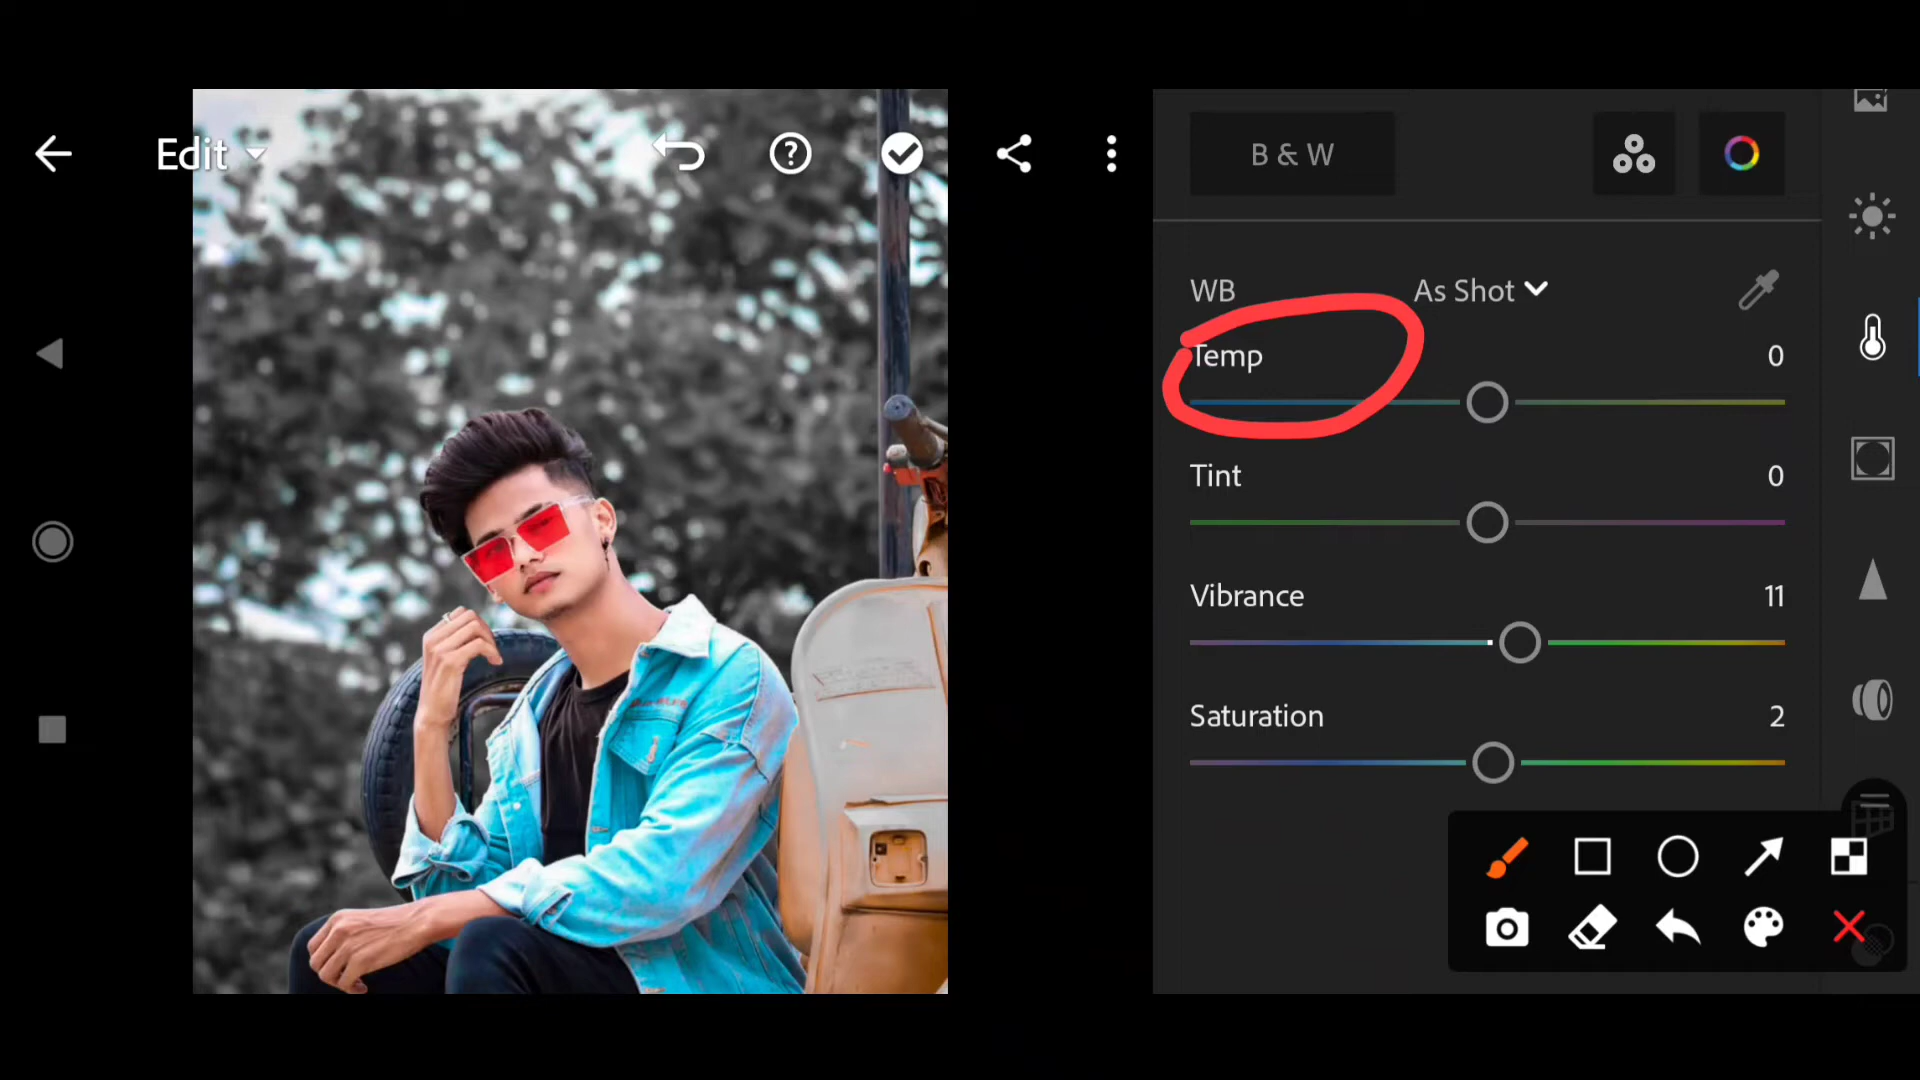 Edit
B & W
WB As Shot
Temp 0
Tint 0
Vibrance 11
Saturation 2